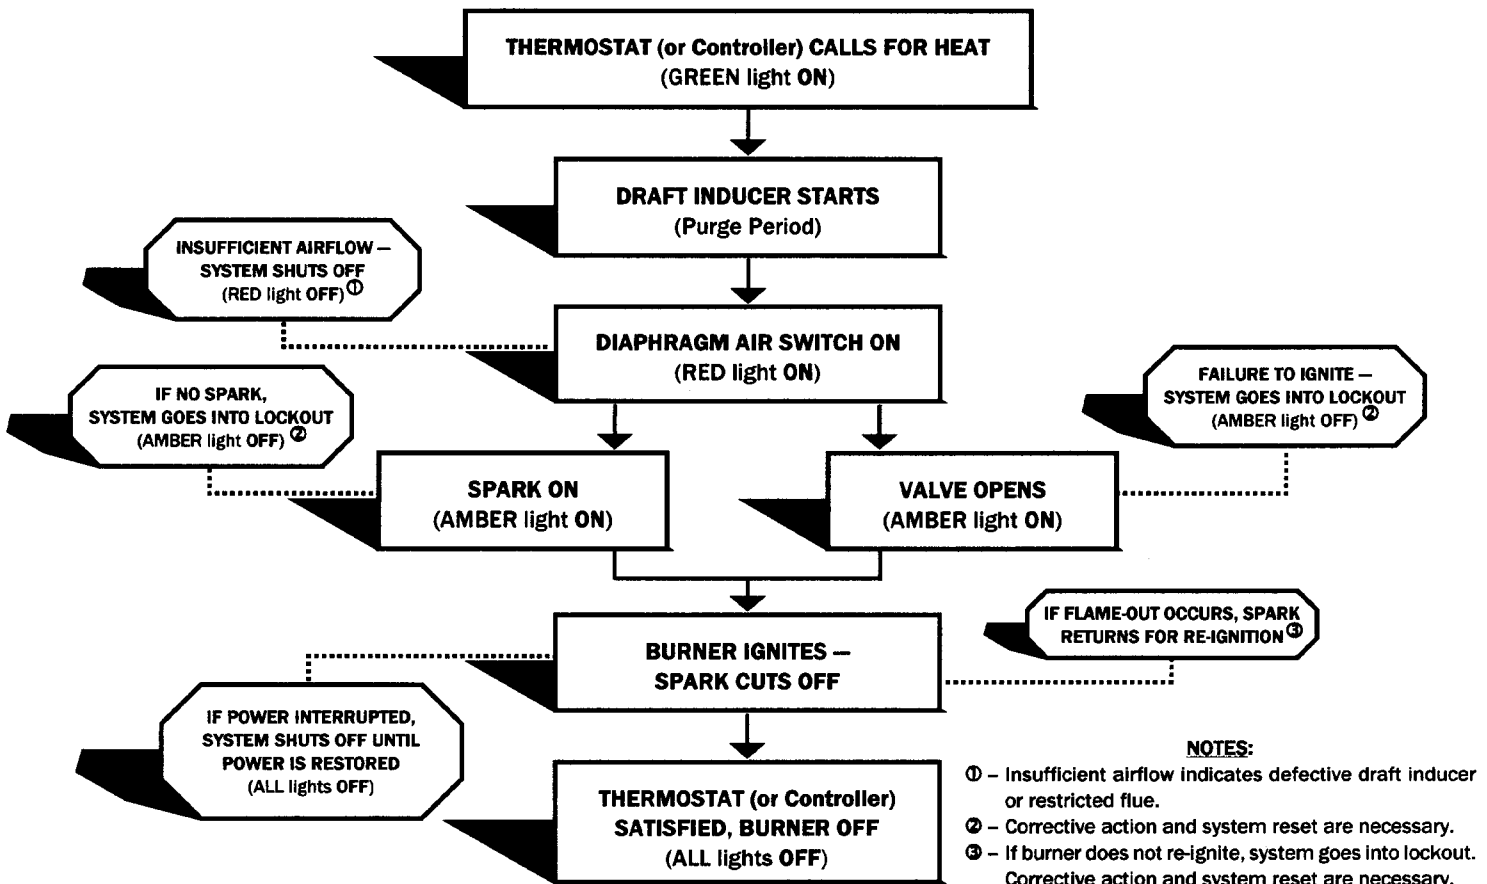 THERMOSTAT (or Controller) CALLS FOR HEAT
(GREEN light ON)
DRAFT INDUCER STARTS
(Purge Period)
INSUFFICIENT AIRFLOW —
SYSTEM SHUTS OFF
(RED light OFF) ①
DIAPHRAGM AIR SWITCH ON
(RED light ON)
IF NO SPARK,
SYSTEM GOES INTO LOCKOUT
(AMBER light OFF) ②
FAILURE TO IGNITE —
SYSTEM GOES INTO LOCKOUT
(AMBER light OFF) ②
SPARK ON
(AMBER light ON)
VALVE OPENS
(AMBER light ON)
IF FLAME-OUT OCCURS, SPARK
RETURNS FOR RE-IGNITION ③
BURNER IGNITES —
SPARK CUTS OFF
IF POWER INTERRUPTED,
SYSTEM SHUTS OFF UNTIL
POWER IS RESTORED
(ALL lights OFF)
THERMOSTAT (or Controller)
SATISFIED, BURNER OFF
(ALL lights OFF)
NOTES:
① – Insufficient airflow indicates defective draft inducer
or restricted flue.
② – Corrective action and system reset are necessary.
③ – If burner does not re-ignite, system goes into lockout.
Corrective action and system reset are necessary.